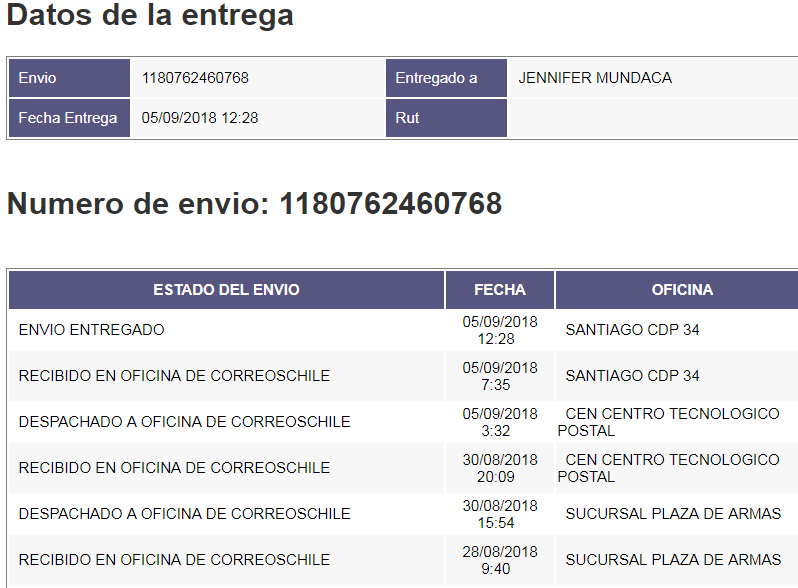 Datos de la entrega
Envio 1180762460768 Entregado a JENNIFER MUNDACA
Fecha Entrega 05/09/2018 12:28 Rut
Numero de envio: 1180762460768
ESTADO DEL ENVIO FECHA OFICINA
ENVIO ENTREGADO 05/09/2018 12:28 SANTIAGO CDP 34
RECIBIDO EN OFICINA DE CORREOSCHILE 05/09/2018 7:35 SANTIAGO CDP 34
DESPACHADO A OFICINA DE CORREOSCHILE 05/09/2018 3:32 CEN CENTRO TECNOLOGICO POSTAL
RECIBIDO EN OFICINA DE CORREOSCHILE 30/08/2018 20:09 CEN CENTRO TECNOLOGICO POSTAL
DESPACHADO A OFICINA DE CORREOSCHILE 30/08/2018 15:54 SUCURSAL PLAZA DE ARMAS
RECIBIDO EN OFICINA DE CORREOSCHILE 28/08/2018 9:40 SUCURSAL PLAZA DE ARMAS